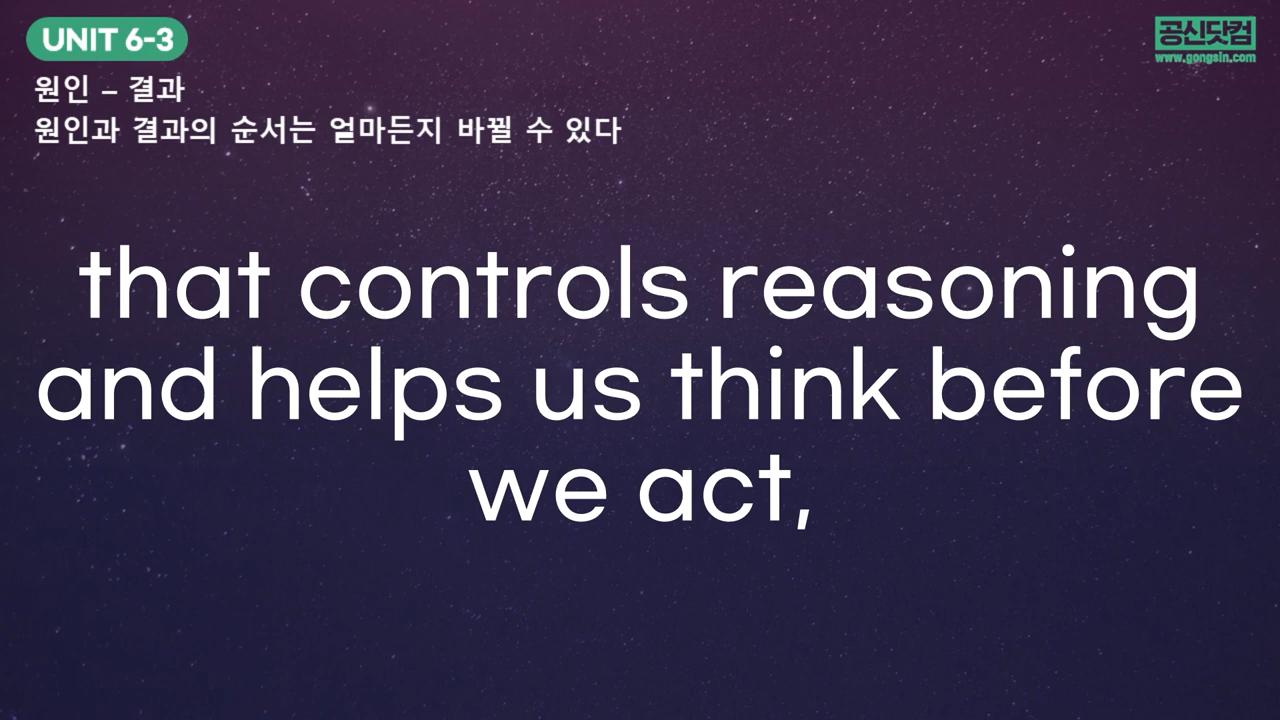 UNIT 6-3
공신닷컴
www.gongsin.com
원인 – 결과
원인과 결과의 순서는 얼마든지 바뀔 수 있다
that controls reasoning
and helps us think before
we act,